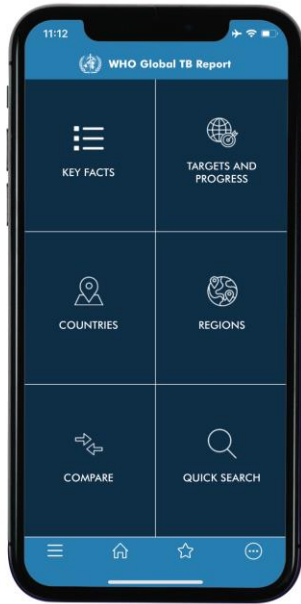 11:12
WHO Global TB Report
KEY FACTS
TARGETS AND
PROGRESS
COUNTRIES
REGIONS
COMPARE
QUICK SEARCH